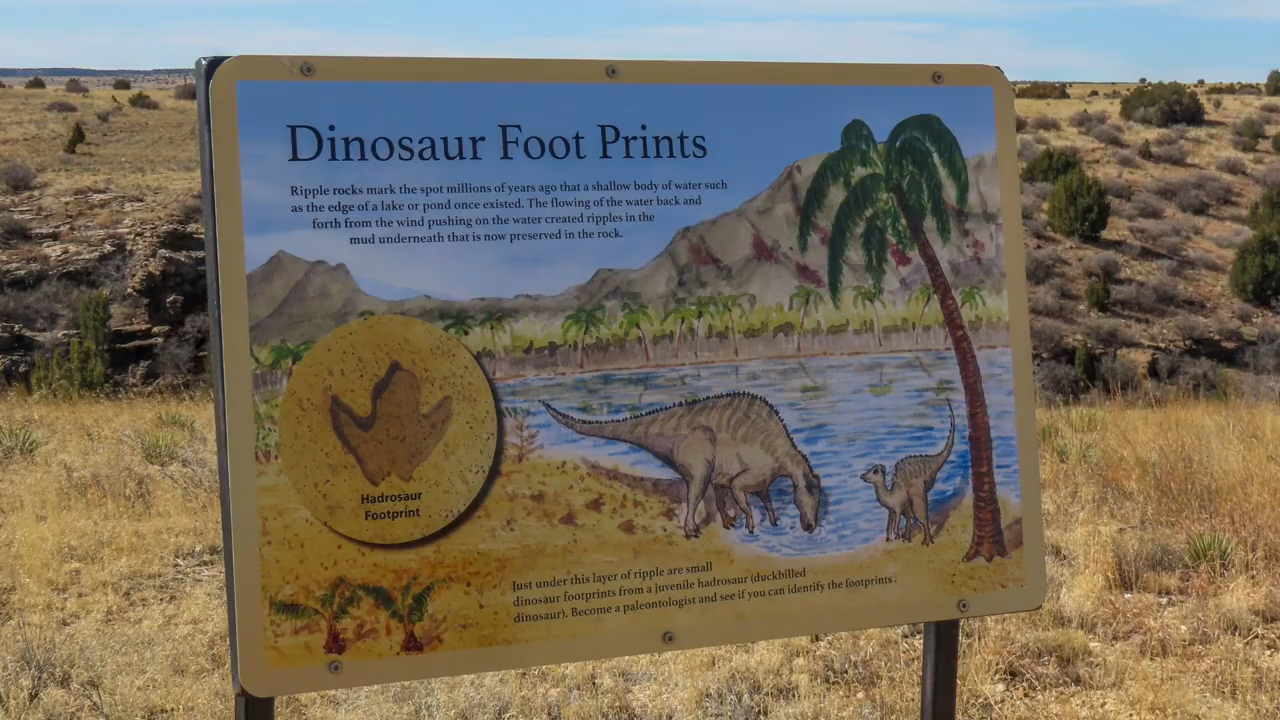 Dinosaur Foot Prints
Ripple rocks mark the spot millions of years ago that a shallow body of water such
as the edge of a lake or pond once existed. The flowing of the water back and
forth from the wind pushing on the water created ripples in the
mud underneath that is now preserved in the rock.
Hadrosaur
Footprint
Just under this layer of ripple are small
dinosaur footprints from a juvenile hadrosaur (duckbilled
dinosaur). Become a paleontologist and see if you can identify the footprints .